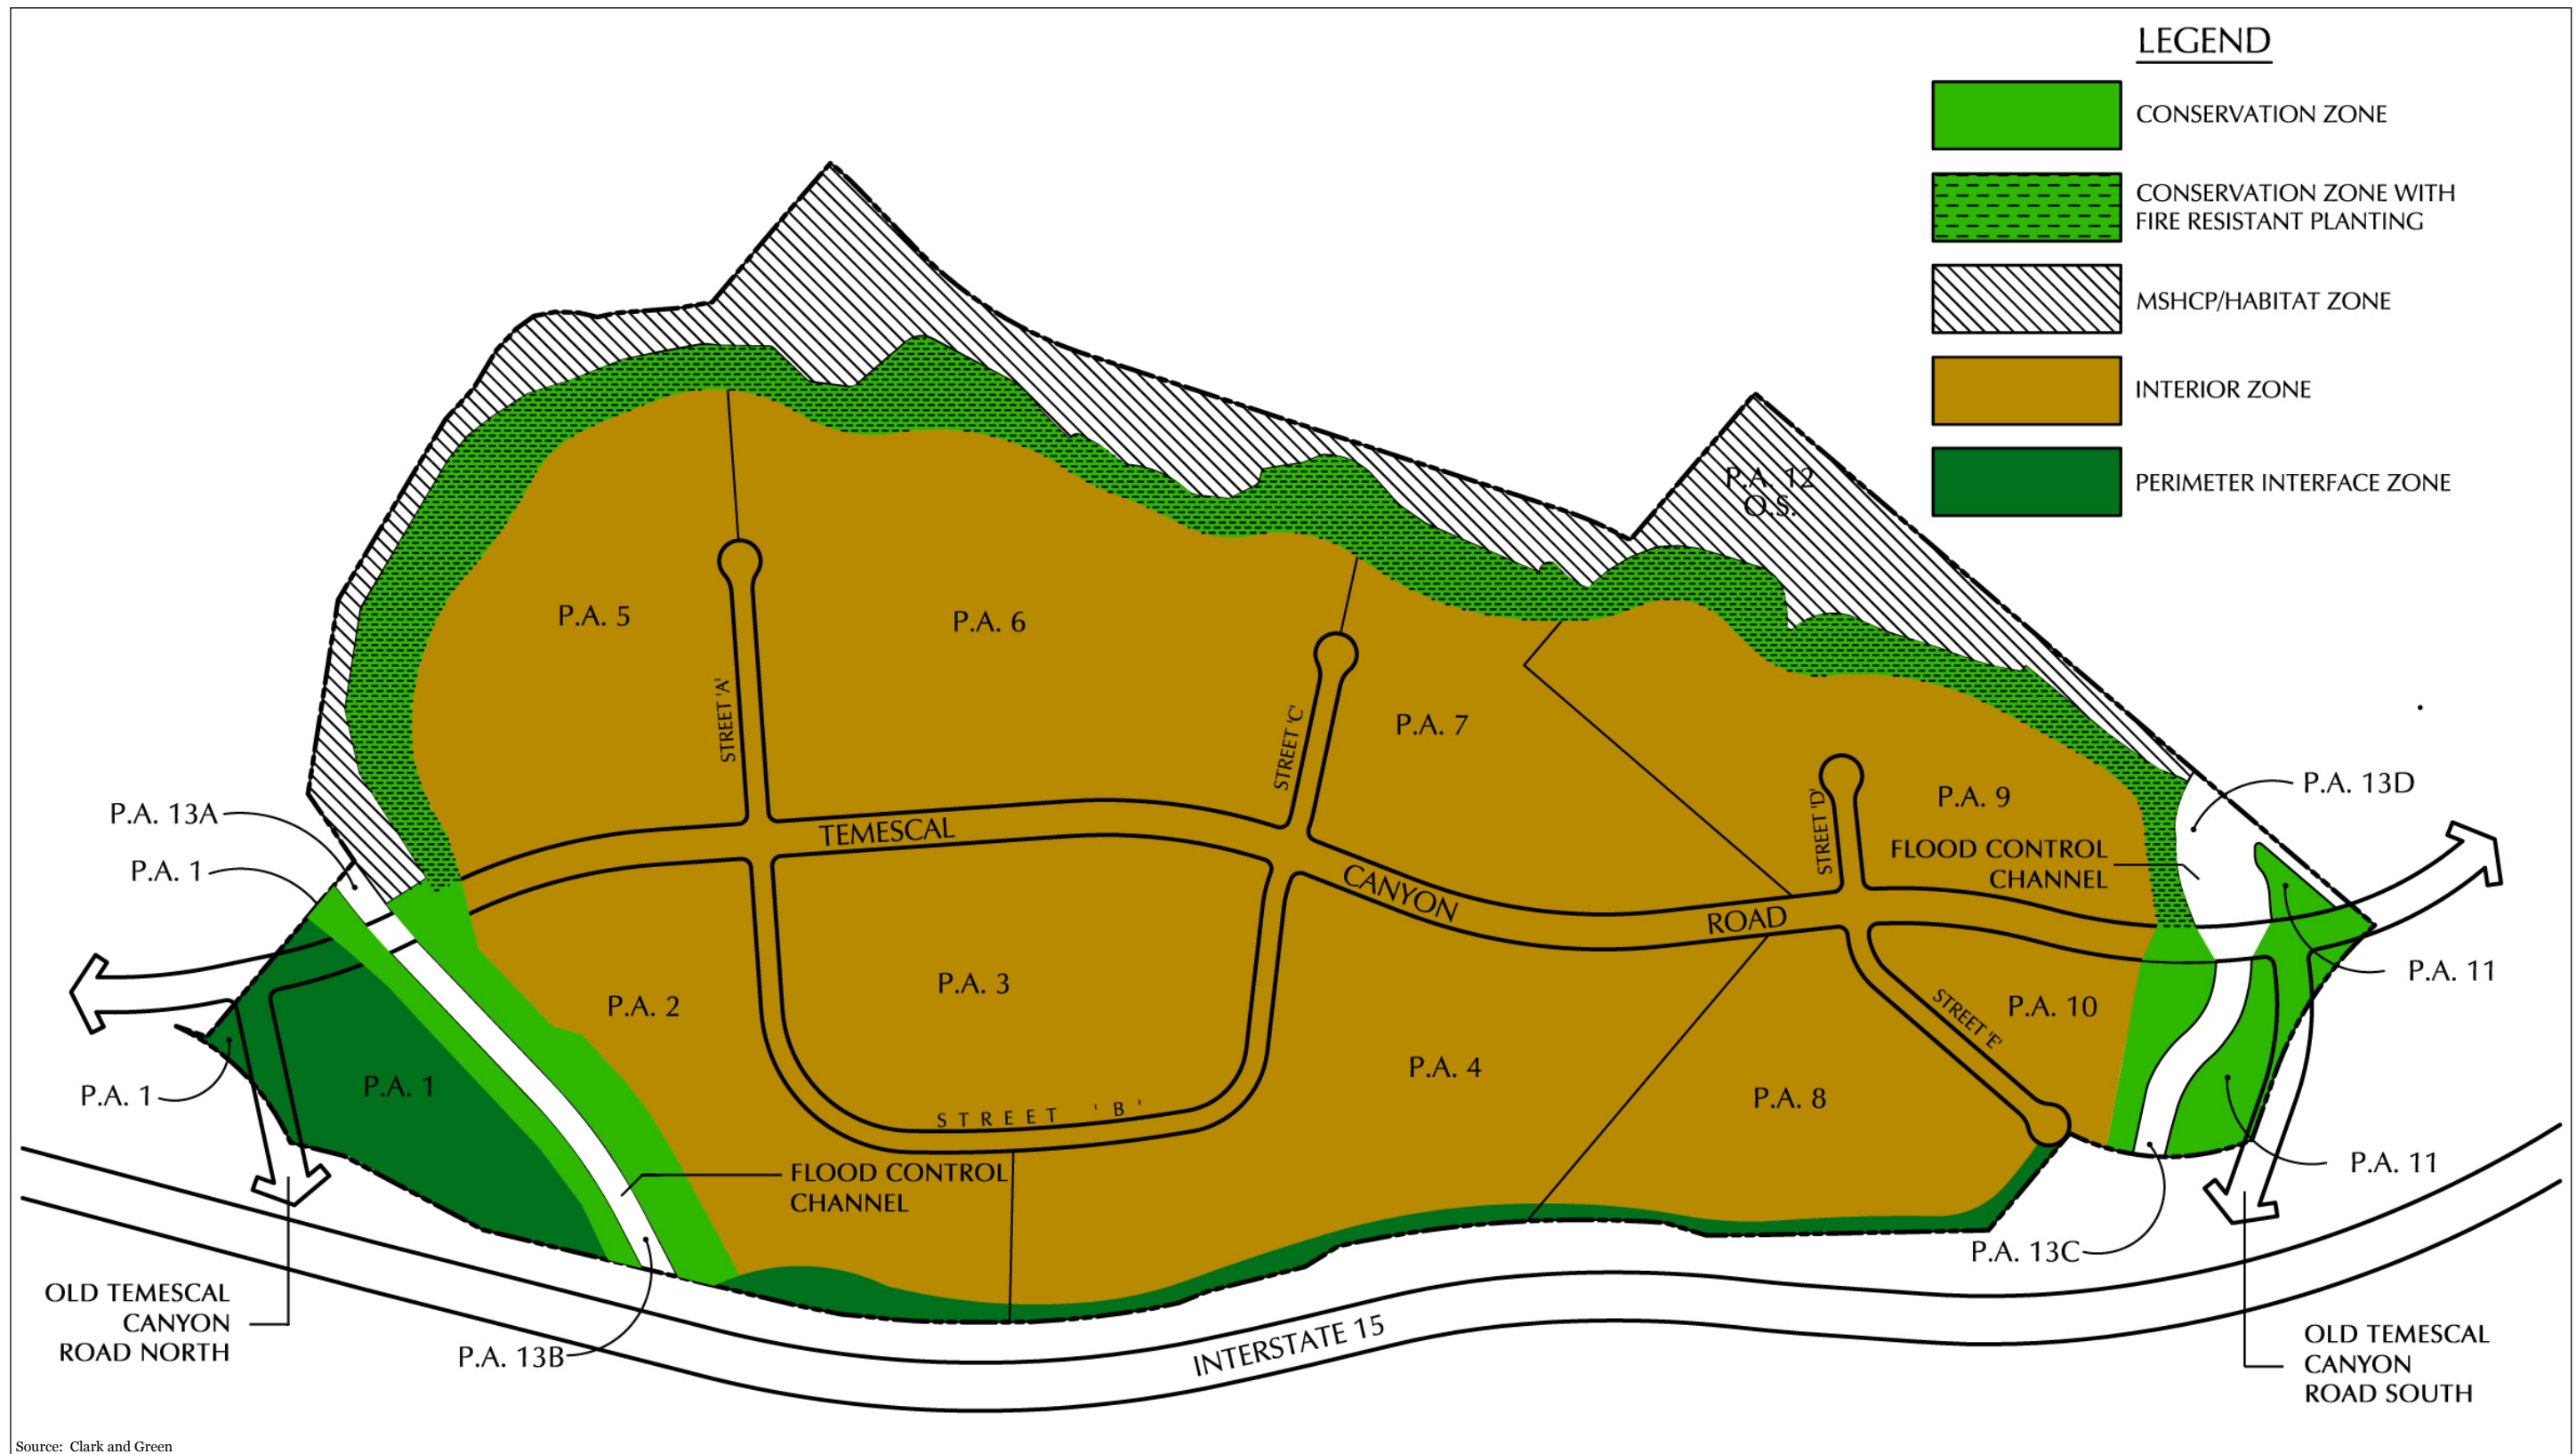 LEGEND
CONSERVATION ZONE
CONSERVATION ZONE WITH
FIRE RESISTANT PLANTING
MSHCP/HABITAT ZONE
INTERIOR ZONE
PERIMETER INTERFACE ZONE
P.A. 12
O.S.
P.A. 5
P.A. 6
STREET 'A'
STREET 'C'
P.A. 7
P.A. 13A
P.A. 1
TEMESCAL
CANYON
ROAD
STREET 'D'
P.A. 9
FLOOD CONTROL
CHANNEL
P.A. 13D
P.A. 11
P.A. 2
P.A. 3
P.A. 10
STREET 'E'
P.A. 1
P.A. 1
P.A. 4
P.A. 8
STREET 'B'
FLOOD CONTROL
CHANNEL
P.A. 11
P.A. 13C
OLD TEMESCAL
CANYON
ROAD NORTH
P.A. 13B
INTERSTATE 15
OLD TEMESCAL
CANYON
ROAD SOUTH
Source: Clark and Green